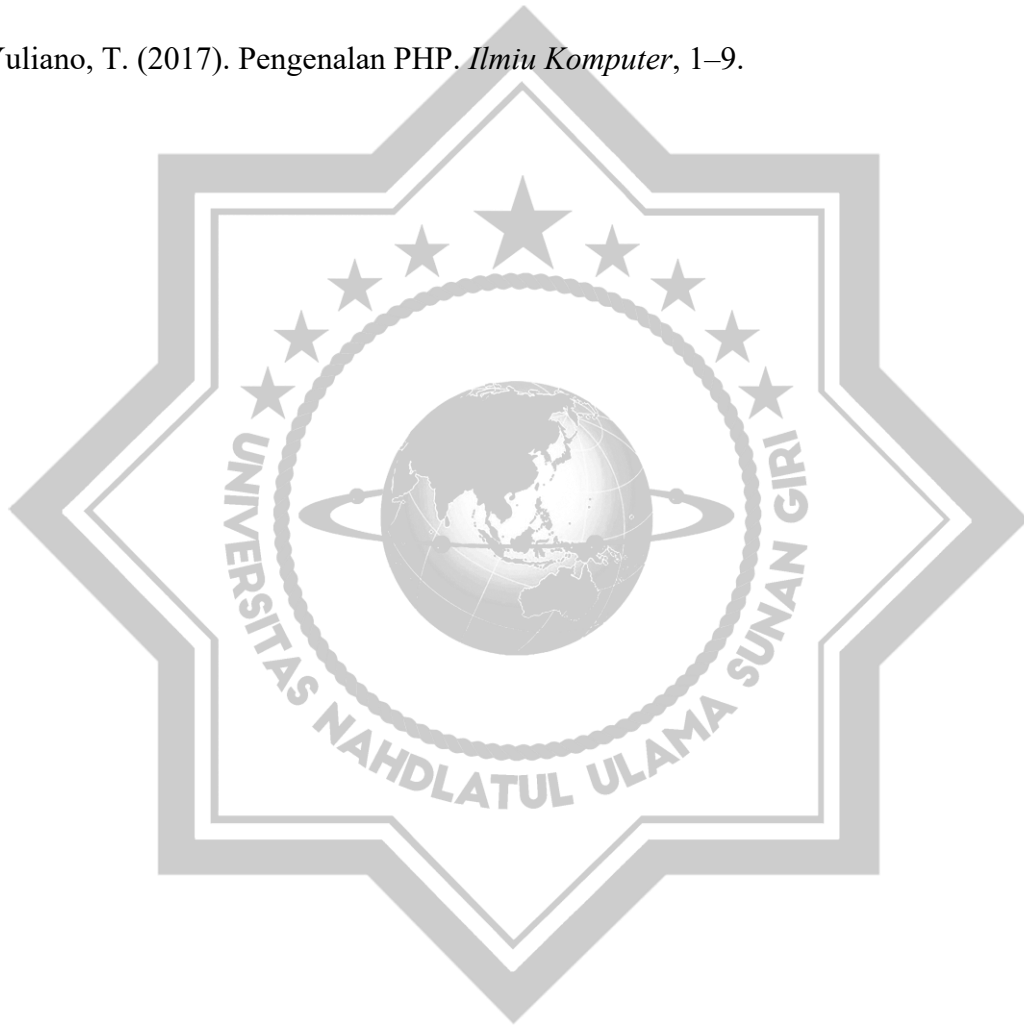 Yuliano, T. (2017). Pengenalan PHP. Ilmiu Komputer, 1–9.
UNIVERSITAS NAHDLATUL ULAMA SUNAN GIRI